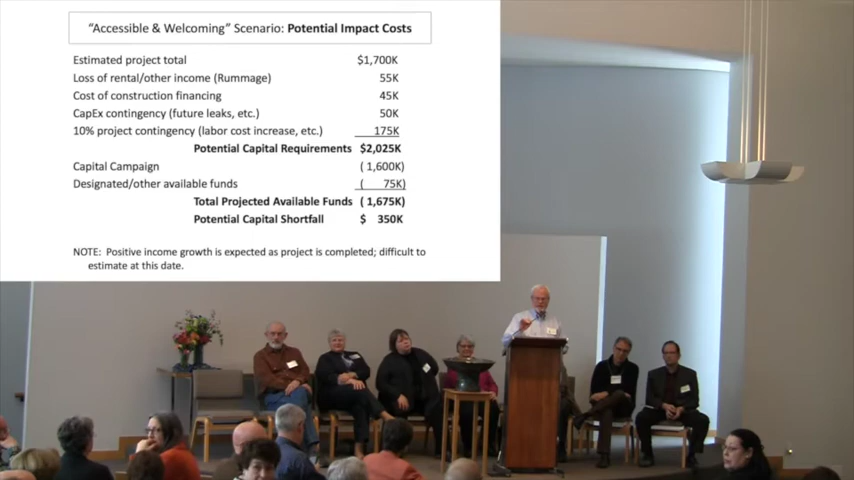 "Accessible & Welcoming" Scenario: Potential Impact Costs
Estimated project total $1,700K
Loss of rental/other income (Rummage) 55K
Cost of construction financing 45K
CapEx contingency (future leaks, etc.) 50K
10% project contingency (labor cost increase, etc.) 175K
Potential Capital Requirements $2,025K
Capital Campaign ( 1,600K)
Designated/other available funds ( 75K)
Total Projected Available Funds ( 1,675K)
Potential Capital Shortfall $ 350K
NOTE: Positive income growth is expected as project is completed; difficult to
estimate at this date.